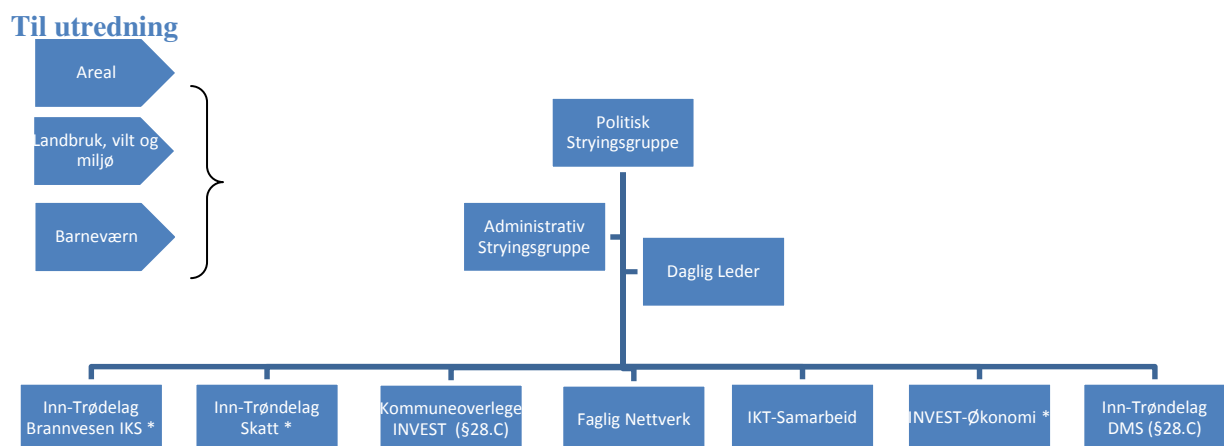 Til utredning
Areal
Landbruk, vilt og
miljø
Barneværn
Politisk
Stryingsgruppe
Administrativ
Stryingsgruppe
Daglig Leder
Inn-Trødelag
Brannvesen IKS *
Inn-Trøndelag
Skatt *
Kommuneoverlege
INVEST (§28.C)
Faglig Nettverk
IKT-Samarbeid
INVEST-Økonomi *
Inn-Trøndelag
DMS (§28.C)